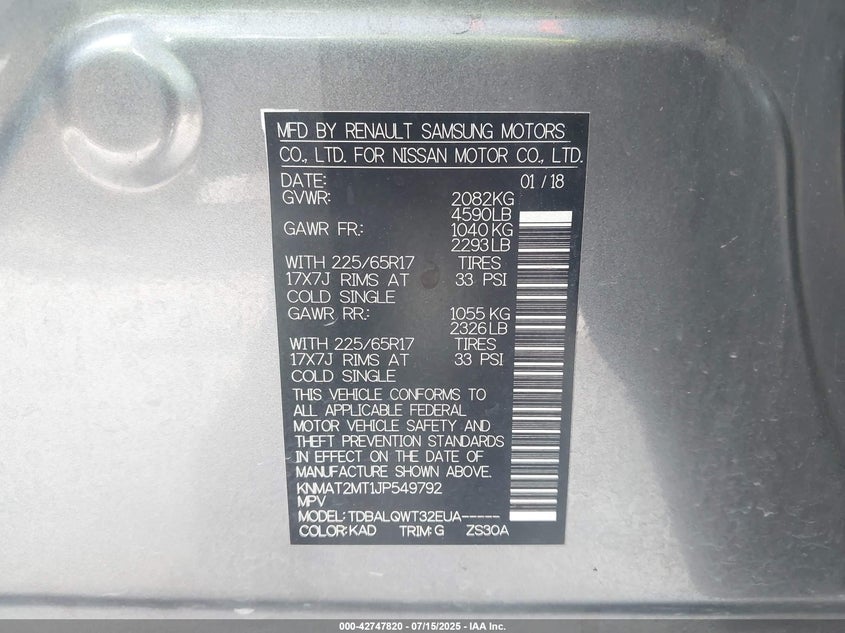 MFD BY RENAULT SAMSUNG MOTORS
CO., LTD. FOR NISSAN MOTOR CO., LTD.
DATE: 01 / 18
GVWR: 2082KG
4590LB
GAWR FR.: 1040 KG
2293 LB
WITH 225/65R17 TIRES
17X7J RIMS AT 33 PSI
COLD SINGLE
GAWR RR.: 1055 KG
2326 LB
WITH 225/65R17 TIRES
17X7J RIMS AT 33 PSI
COLD SINGLE
THIS VEHICLE CONFORMS TO
ALL APPLICABLE FEDERAL
MOTOR VEHICLE SAFETY AND
THEFT PREVENTION STANDARDS
IN EFFECT ON THE DATE OF
MANUFACTURE SHOWN ABOVE.
KNMAT2MT1JP549792
MPV
MODEL: TDBALQWT32EUA-----
COLOR: KAD TRIM: G ZS30A
000-42747820 - 07/15/2025 - IAA Inc.